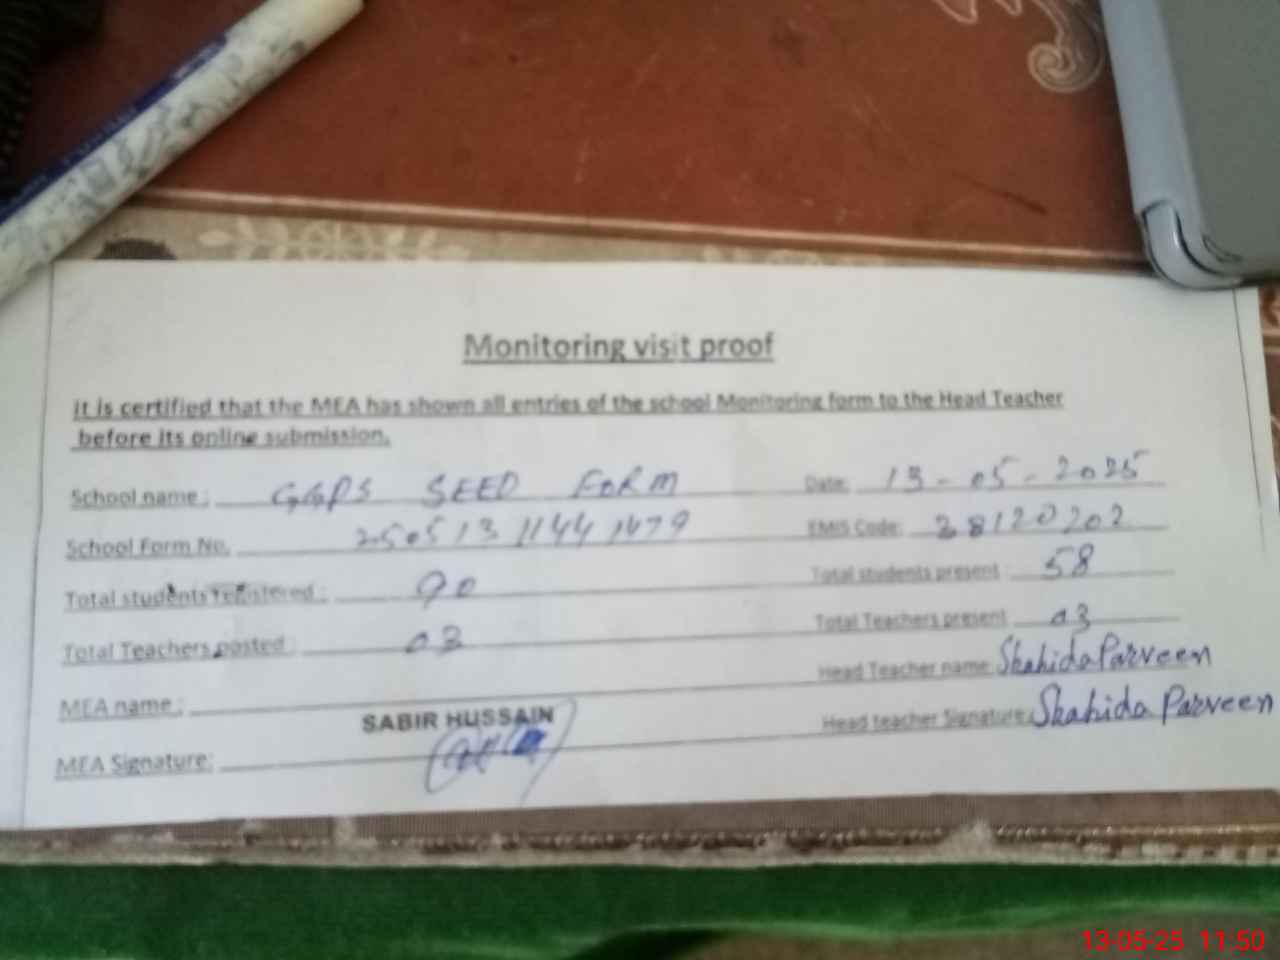 Monitoring visit proof
It is certified that the MEA has shown all entries of the school Monitoring form to the Head Teacher
before its online submission.
School name : GGPS SEED FORM Date: 13-05-2025
School Form No. 25051311441479 EMIS Code: 38120202
Total students registered : 90 Total students present : 58
Total Teachers posted : 03 Total Teachers present 03
MEA name : SABIR HUSSAIN Head Teacher name: Shahida Parveen
MEA Signature: Head teacher Signature: Shahida Parveen
13-05-25 11:50